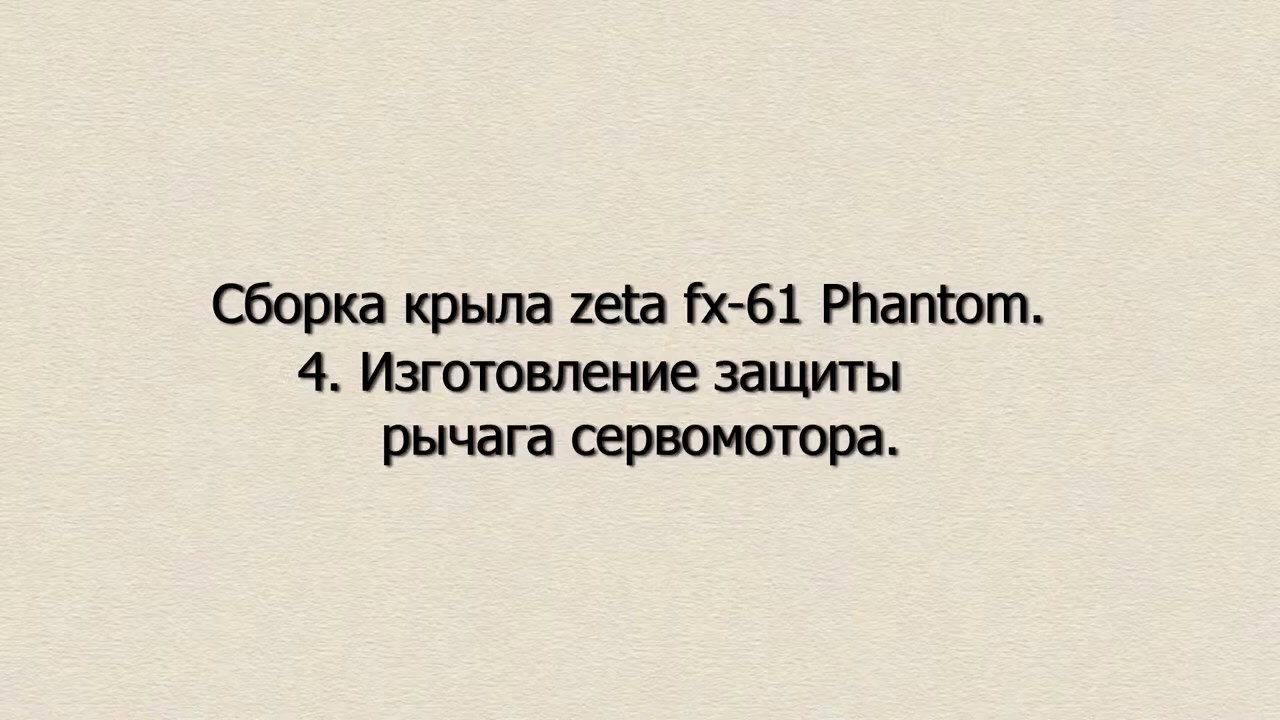 Сборка крыла zeta fx-61 Phantom.
4. Изготовление защиты
рычага сервомотора.